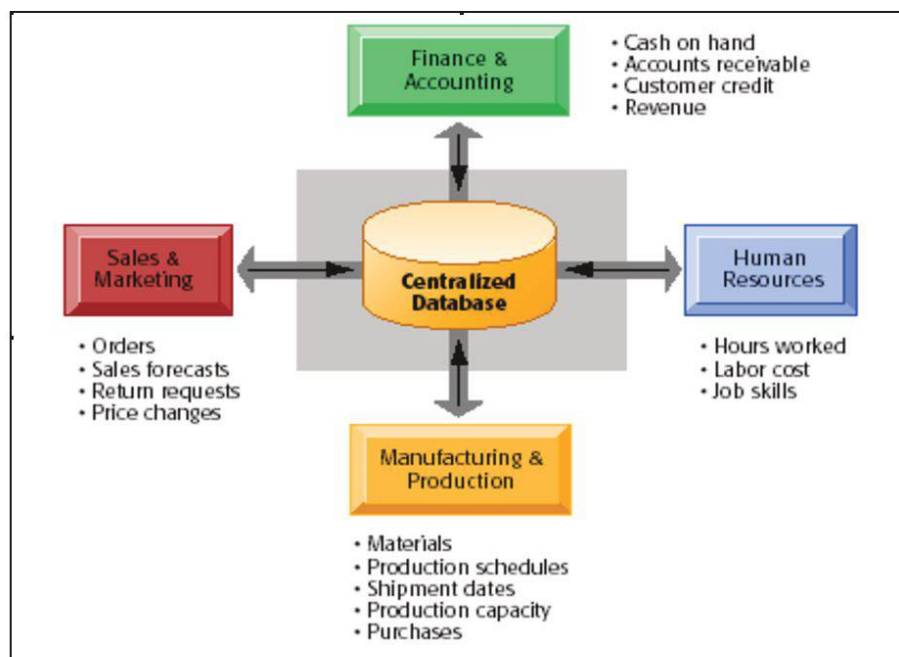 Finance &
Accounting
• Cash on hand
• Accounts receivable
• Customer credit
• Revenue
Sales &
Marketing
• Orders
• Sales forecasts
• Return requests
• Price changes
Centralized
Database
Human
Resources
• Hours worked
• Labor cost
• Job skills
Manufacturing &
Production
• Materials
• Production schedules
• Shipment dates
• Production capacity
• Purchases